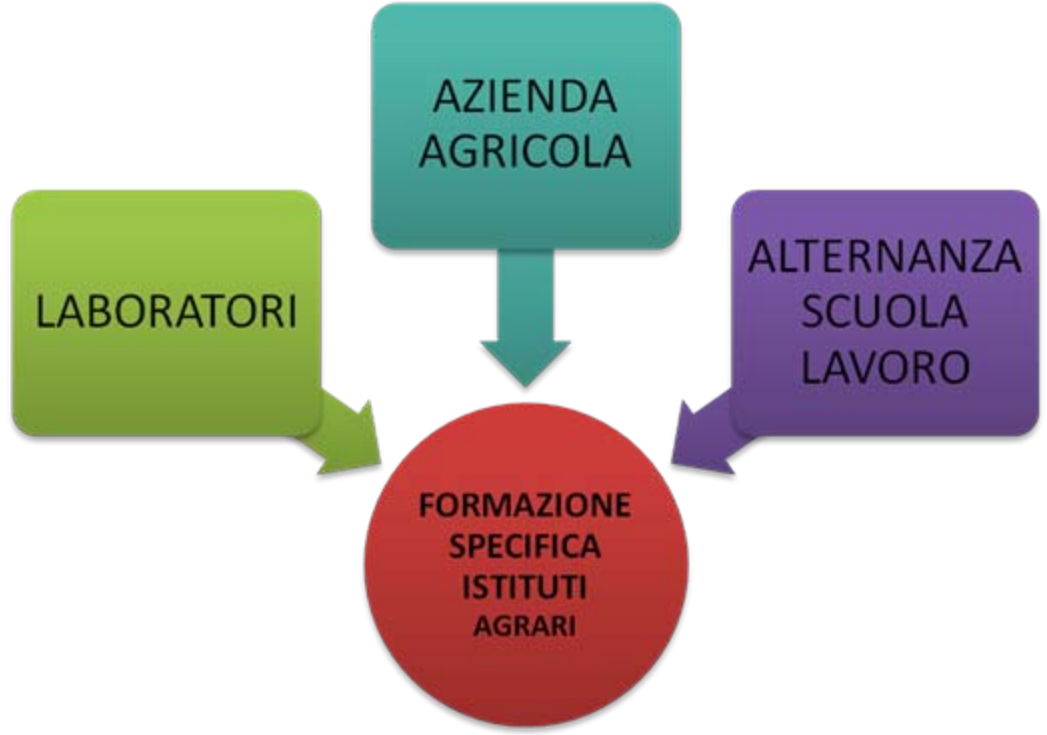 AZIENDA
AGRICOLA
LABORATORI
ALTERNANZA
SCUOLA
LAVORO
FORMAZIONE
SPECIFICA
ISTITUTI
AGRARI